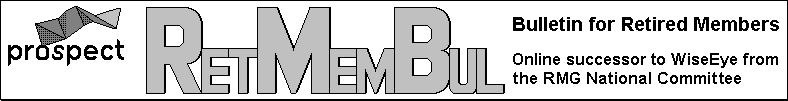 prospect
RETMEMBUL
Bulletin for Retired Members
Online successor to WiseEye from
the RMG National Committee